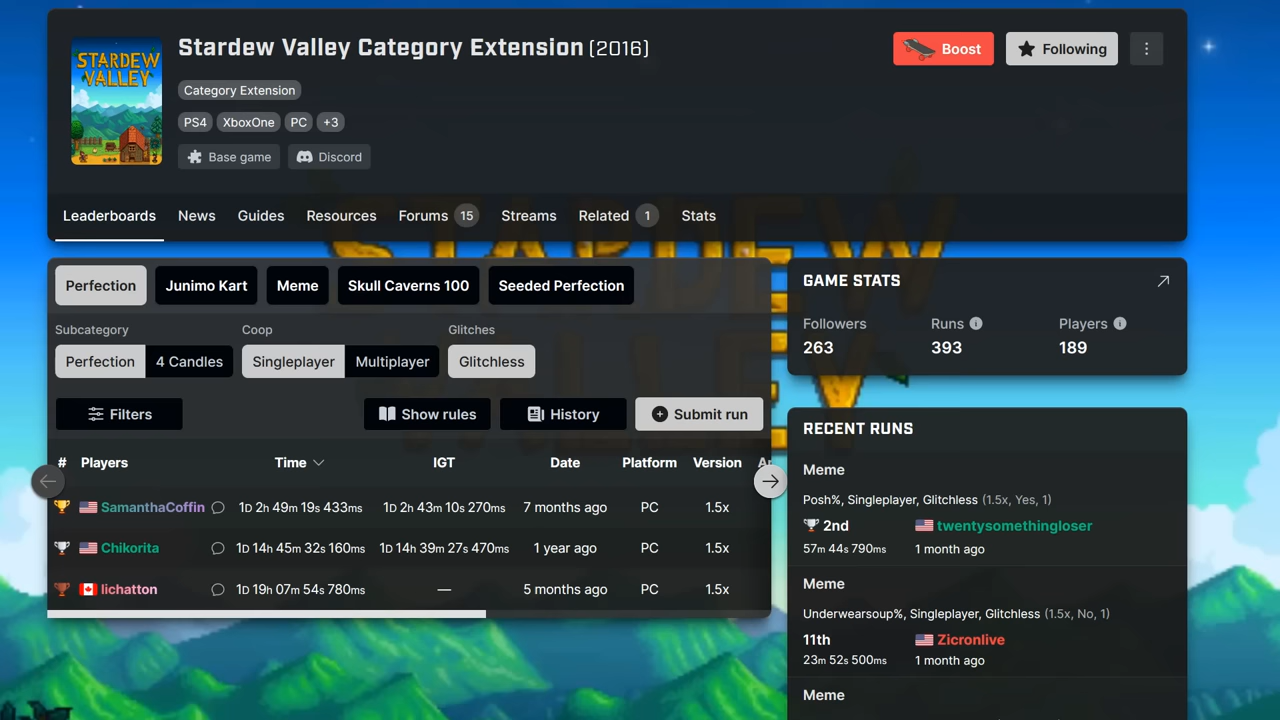 Stardew Valley Category Extension (2016)
Boost
Following
STARDEW
VALLEY
Category Extension
PS4 XboxOne PC +3
Base game Discord
Leaderboards News Guides Resources Forums 15 Streams Related 1 Stats
Perfection Junimo Kart Meme Skull Caverns 100 Seeded Perfection
Subcategory Coop Glitches
Perfection 4 Candles Singleplayer Multiplayer Glitchless
Filters Show rules History Submit run
# Players Time IGT Date Platform Version
SamanthaCoffin 1D 2h 49m 19s 433ms 1D 2h 43m 10s 270ms 7 months ago PC 1.5x
Chikorita 1D 14h 45m 32s 160ms 1D 14h 39m 27s 470ms 1 year ago PC 1.5x
lichatton 1D 19h 07m 54s 780ms — 5 months ago PC 1.5x
GAME STATS
Followers Runs Players
263 393 189
RECENT RUNS
Meme
Posh%, Singleplayer, Glitchless (1.5x, Yes, 1)
2nd twentysomethingloser
57m 44s 790ms 1 month ago
Meme
Underwearsoup%, Singleplayer, Glitchless (1.5x, No, 1)
11th Zicronlive
23m 52s 500ms 1 month ago
Meme
STARDEW
VALLEY